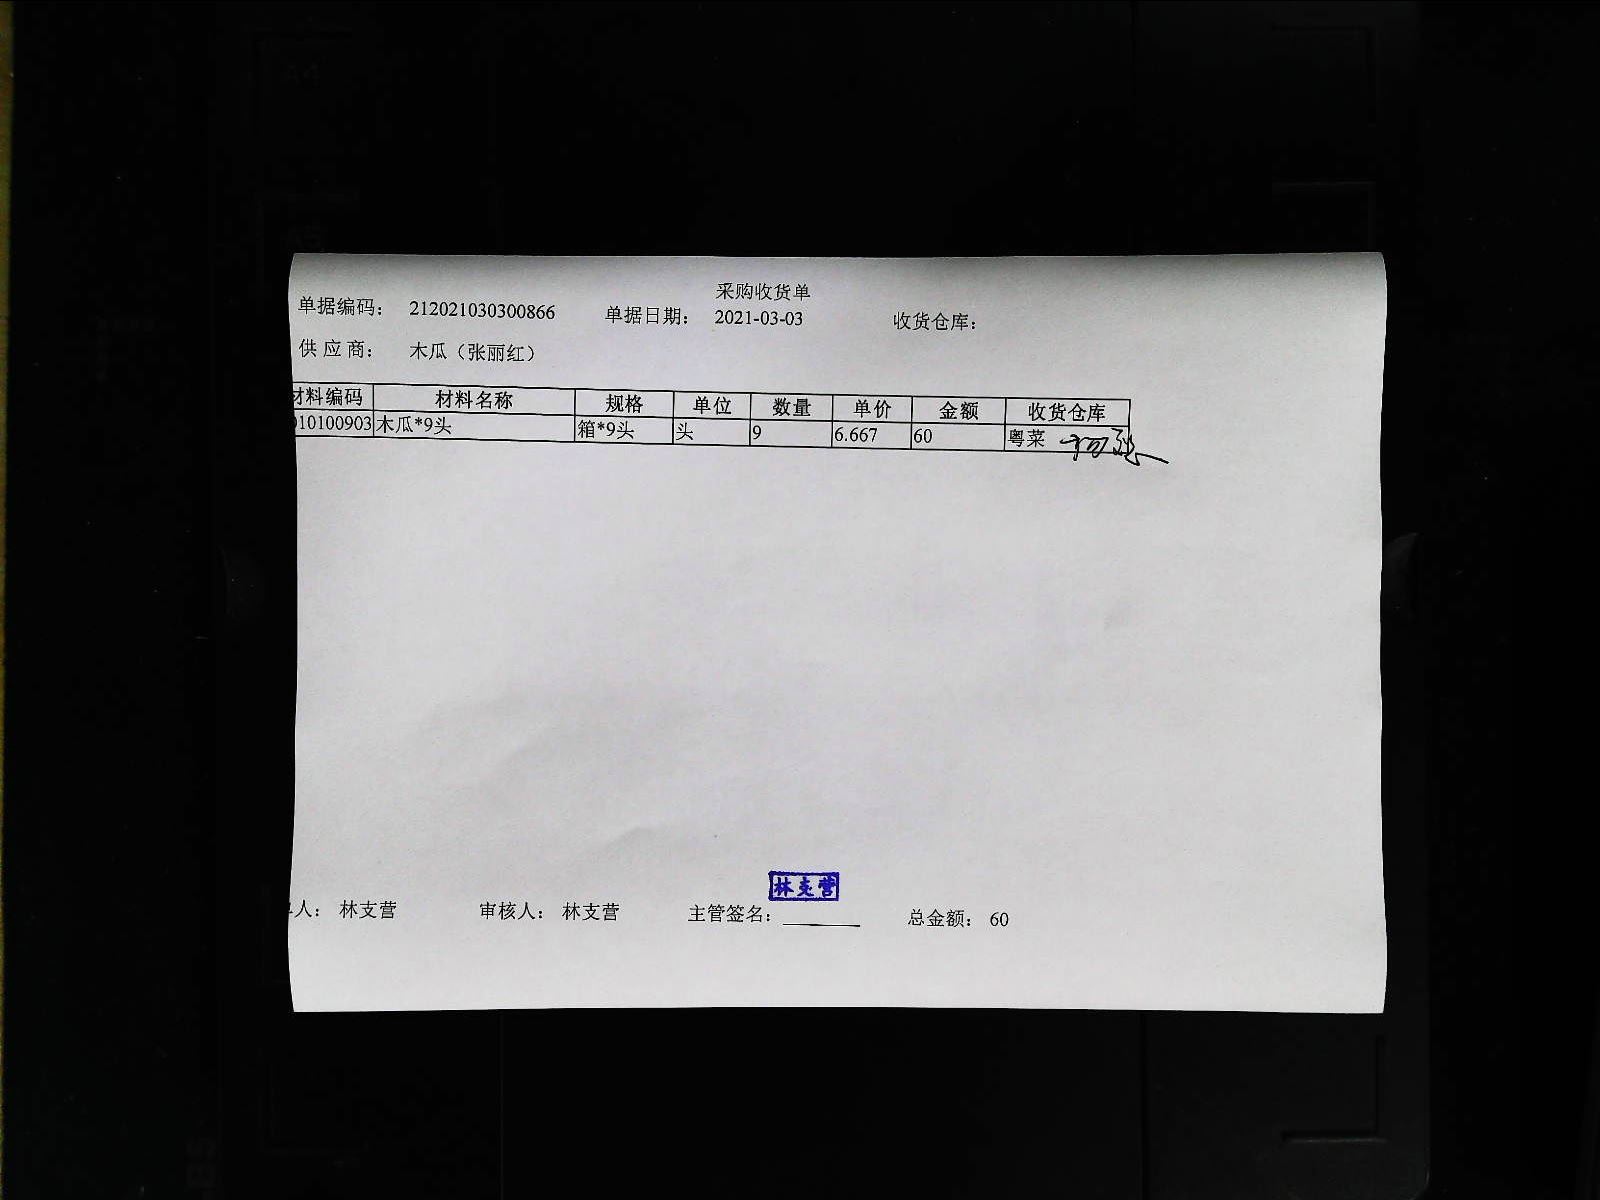 采购收货单
单据编码： 212021030300866 单据日期： 2021-03-03 收货仓库：
供应商： 木瓜（张丽红）
材料编码 材料名称 规格 单位 数量 单价 金额 收货仓库
010100903 木瓜*9头 箱*9头 头 9 6.667 60 粤菜
林支营
人： 林支营 审核人： 林支营 主管签名： 总金额： 60